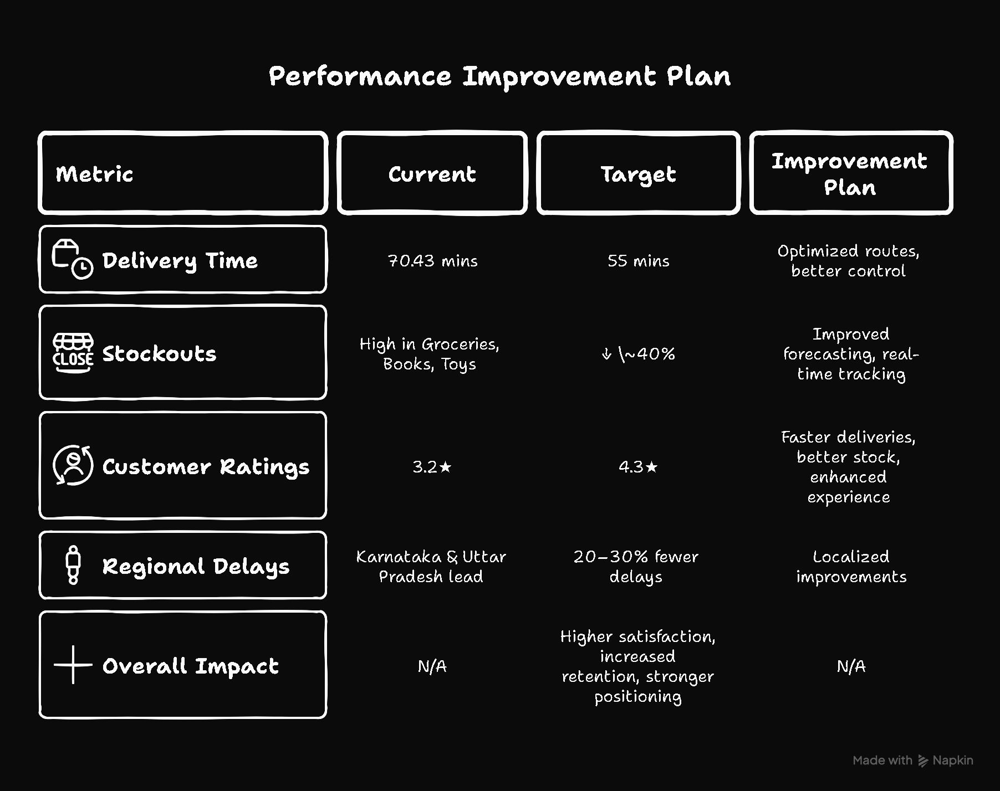 Performance Improvement Plan
Metric
Current
Target
Improvement
Plan
Delivery Time
70.43 mins
55 mins
Optimized routes,
better control
CLOSE
Stockouts
High in Groceries,
Books, Toys
↓ \~40%
Improved
forecasting, real-
time tracking
Customer Ratings
3.2★
4.3★
Faster deliveries,
better stock,
enhanced
experience
Regional Delays
Karnataka & Uttar
Pradesh lead
20–30% fewer
delays
Localized
improvements
Overall Impact
N/A
Higher satisfaction,
increased
retention, stronger
positioning
N/A
Made with Napkin